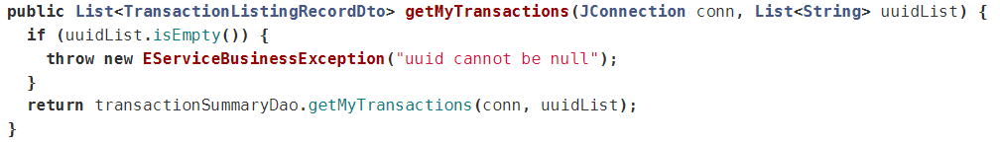 public List<TransactionListingRecordDto> getMyTransactions(JConnection conn, List<String> uuidList) {
  if (uuidList.isEmpty()) {
    throw new EServiceBusinessException("uuid cannot be null");
  }
  return transactionSummaryDao.getMyTransactions(conn, uuidList);
}